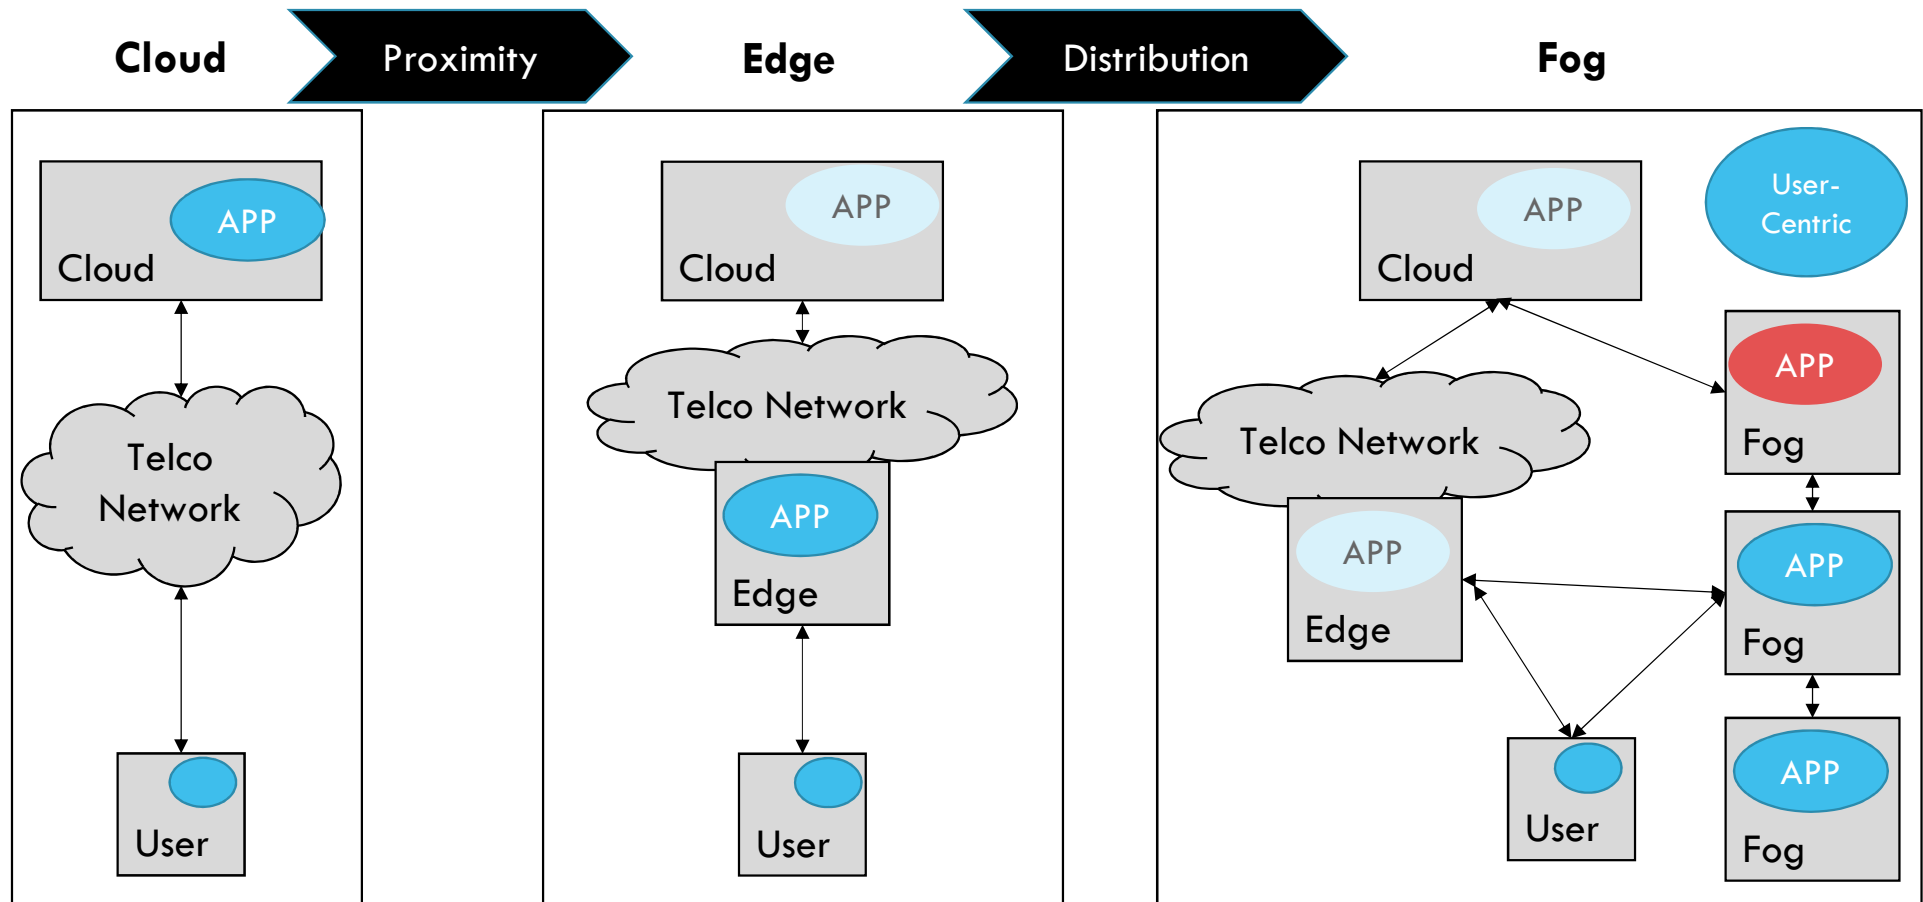 Cloud
Proximity
Edge
Distribution
Fog
APP
Cloud
Telco
Network
User
APP
Cloud
Telco Network
APP
Edge
User
APP
Cloud
User-
Centric
APP
Fog
Telco Network
APP
Edge
APP
Fog
User
APP
Fog